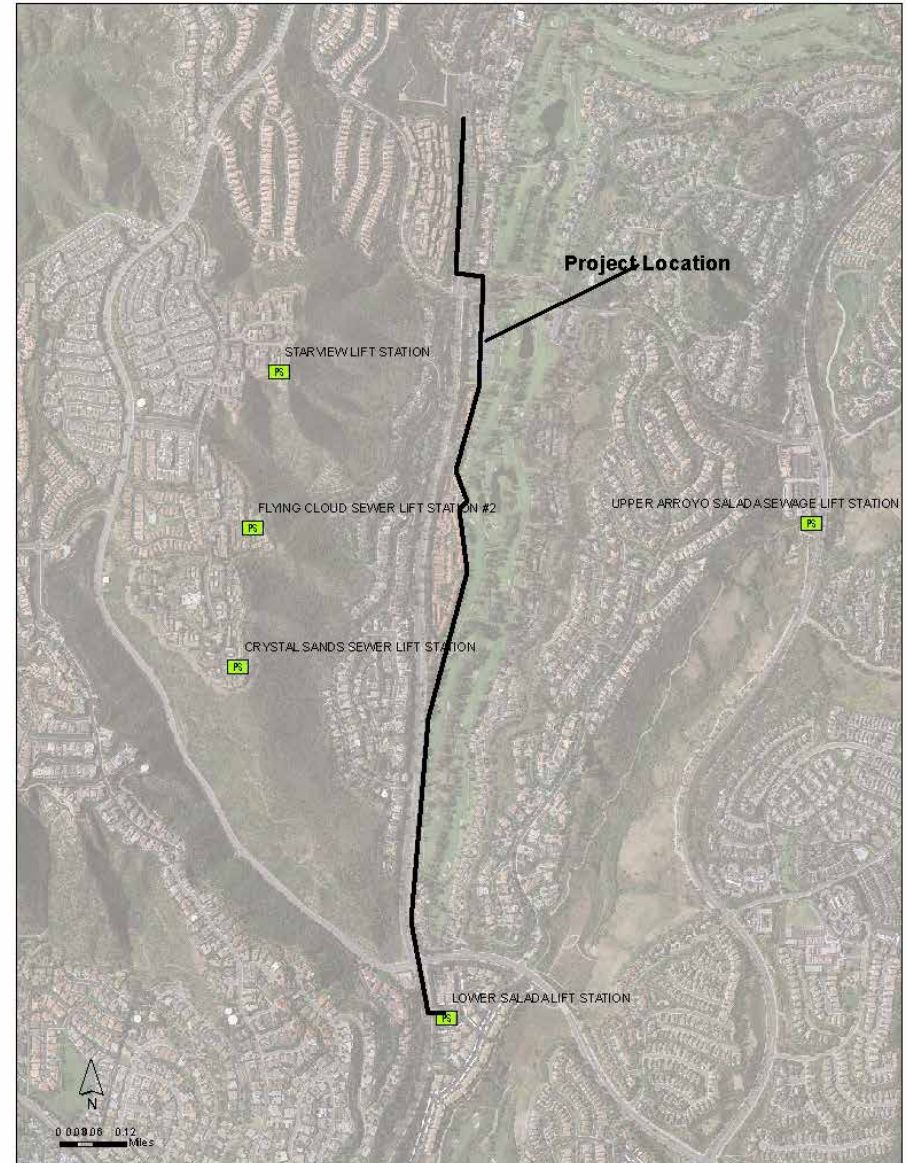 Project Location
STARVIEW LIFT STATION
PS
FLYING CLOUD SEWER LIFT STATION #2
PS
UPPER ARROYO SALADA SEWAGE LIFT STATION
PS
CRYSTAL SANDS SEWER LIFT STATION
PS
LOWER SALADA LIFT STATION
PS
N
0.12
Miles